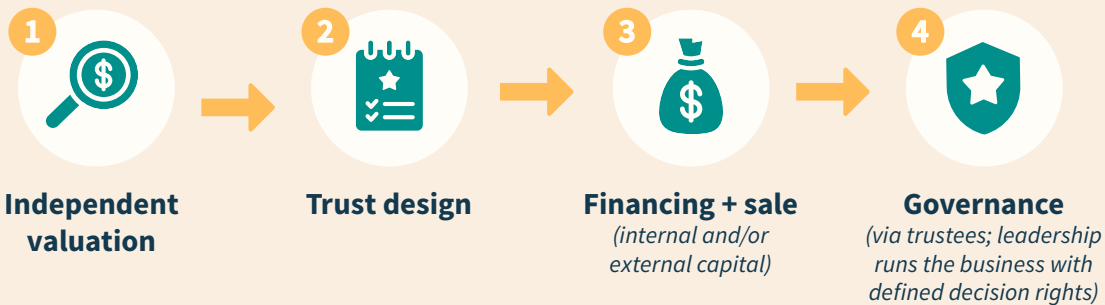 1
2
3
4
$
$
Independent
valuation
Trust design
Financing + sale
(internal and/or
external capital)
Governance
(via trustees; leadership
runs the business with
defined decision rights)